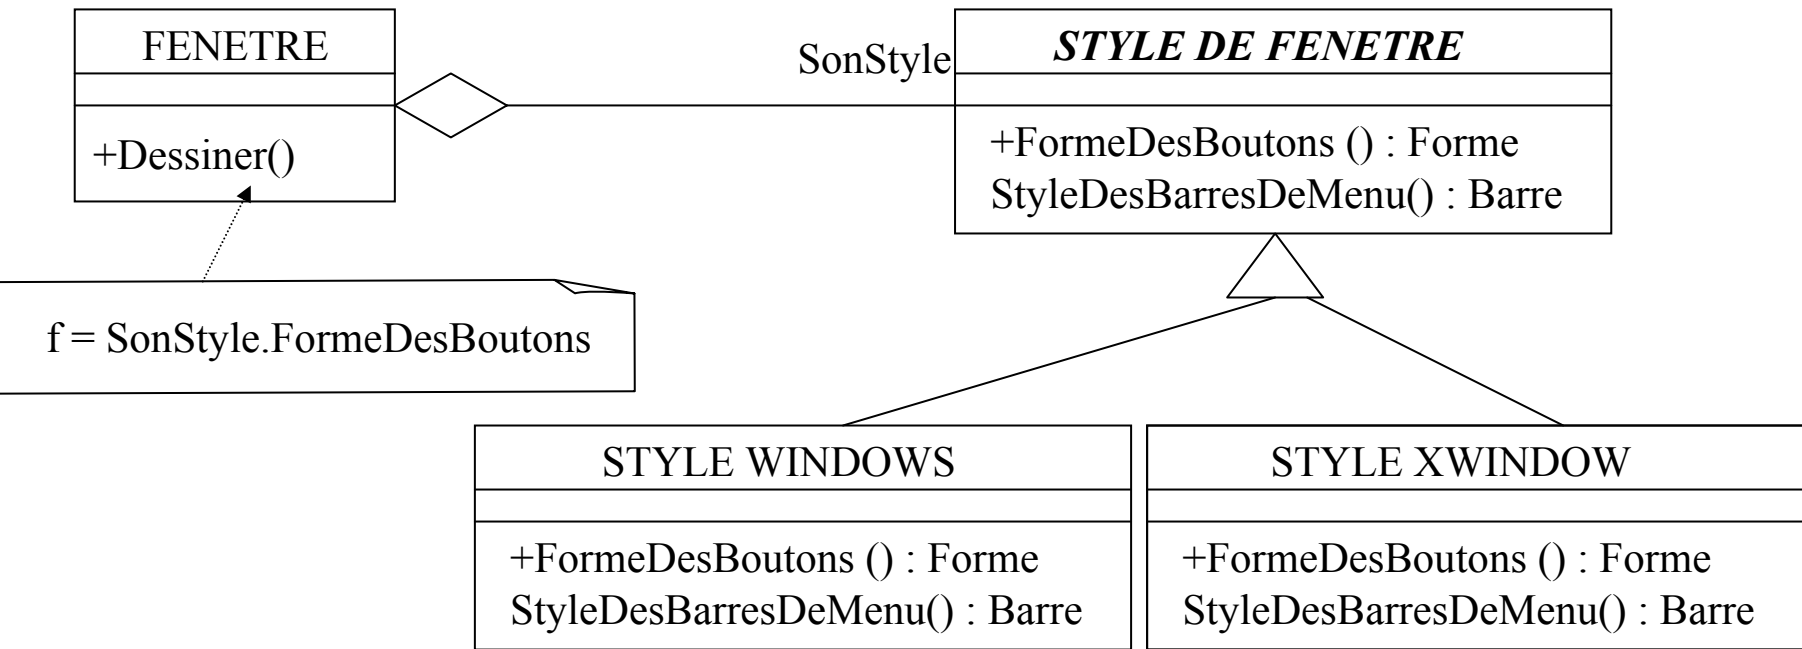 FENETRE
+Dessiner()
SonStyle
STYLE DE FENETRE
+FormeDesBoutons () : Forme
StyleDesBarresDeMenu() : Barre
f = SonStyle.FormeDesBoutons
STYLE WINDOWS
+FormeDesBoutons () : Forme
StyleDesBarresDeMenu() : Barre
STYLE XWINDOW
+FormeDesBoutons () : Forme
StyleDesBarresDeMenu() : Barre